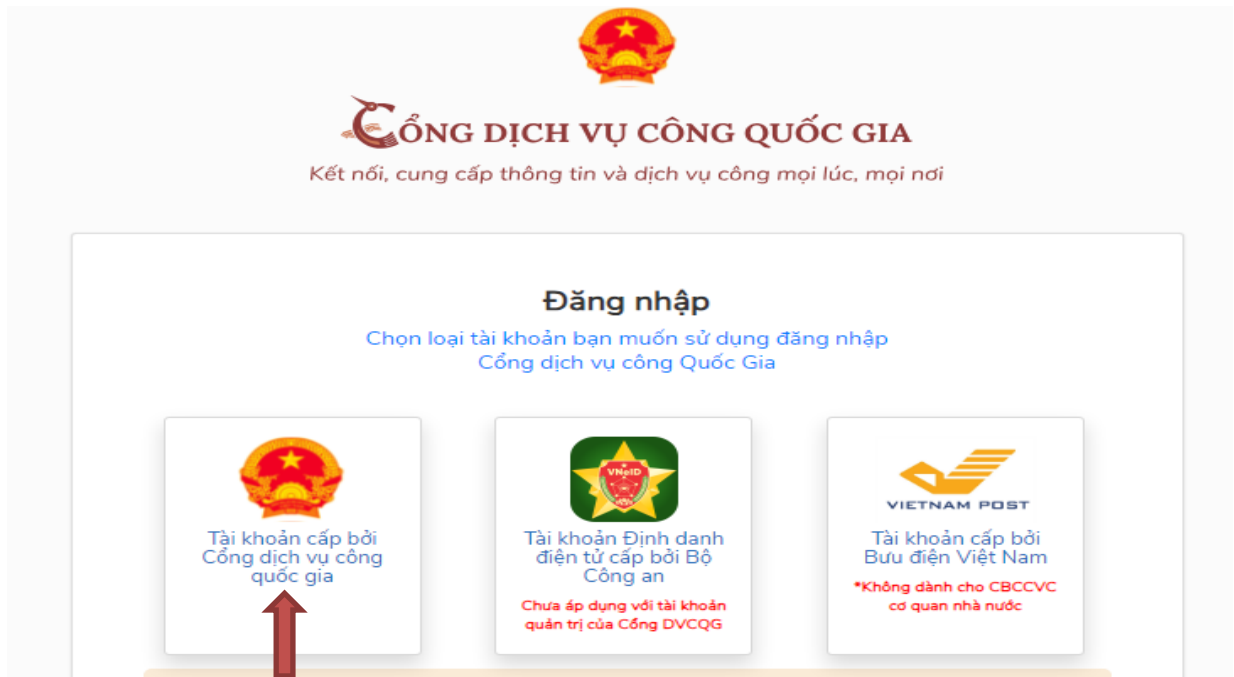 CỔNG DỊCH VỤ CÔNG QUỐC GIA
Kết nối, cung cấp thông tin và dịch vụ công mọi lúc, mọi nơi
Đăng nhập
Chọn loại tài khoản bạn muốn sử dụng đăng nhập
Cổng dịch vụ công Quốc Gia
Tài khoản cấp bởi
Cổng dịch vụ công
quốc gia
VNeID
Tài khoản Định danh
điện tử cấp bởi Bộ
Công an
Chưa áp dụng với tài khoản
quản trị của Cổng DVCQG
VIETNAM POST
Tài khoản cấp bởi
Bưu điện Việt Nam
*Không dành cho CBCCVC
cơ quan nhà nước